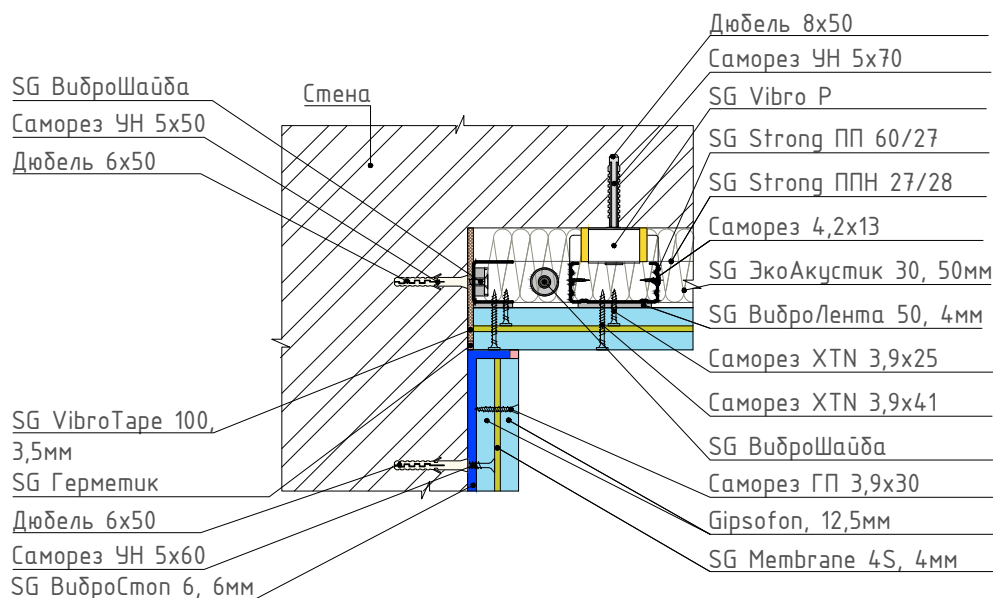 SG ВиброШайба
Саморез УН 5x50
Дюбель 6x50
Стена
Дюбель 8x50
Саморез УН 5x70
SG Vibro P
SG Strong ПП 60/27
SG Strong ППН 27/28
Саморез 4,2x13
SG ЭкоАкустик 30, 50мм
SG ВиброЛента 50, 4мм
Саморез XTN 3,9x25
Саморез XTN 3,9x41
SG ВиброШайба
Саморез ГП 3,9x30
Gipsofon, 12,5мм
SG Membrane 4S, 4мм
SG VibroTape 100,
3,5мм
SG Герметик
Дюбель 6x50
Саморез УН 5x60
SG ВиброСтоп 6, 6мм